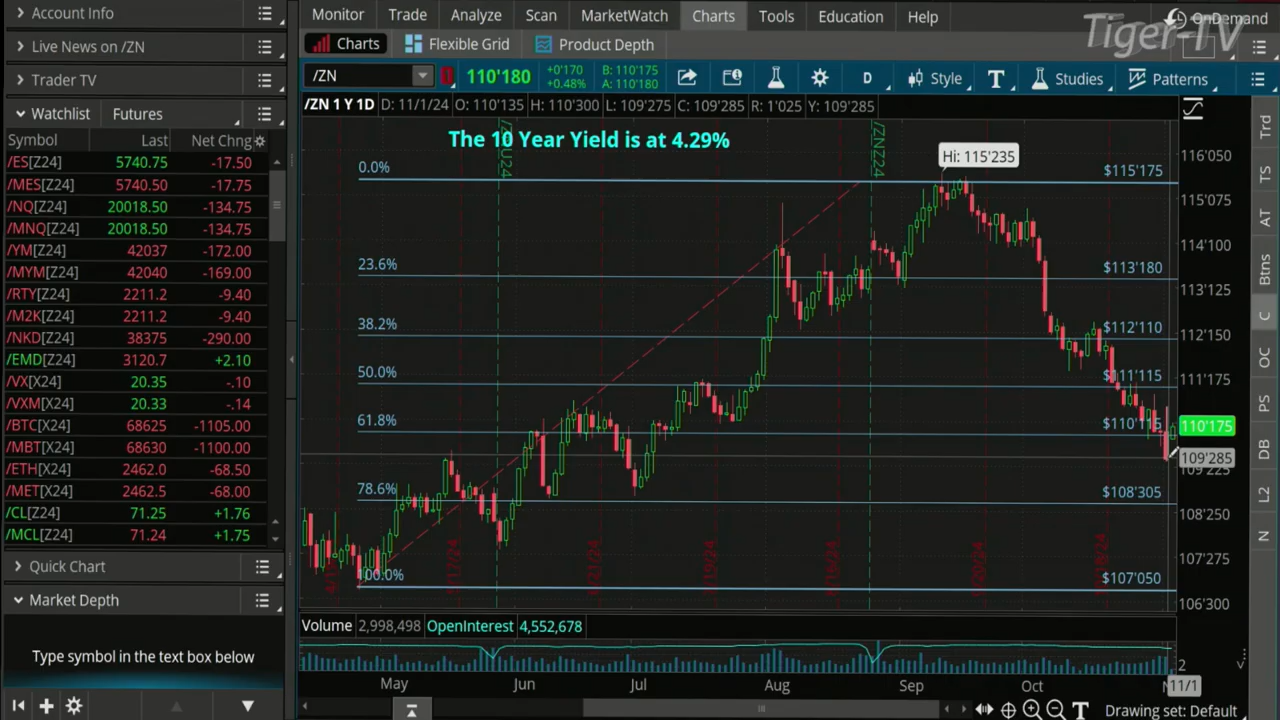 Account Info
Live News on /ZN
Trader TV
Watchlist Futures
Symbol Last Net Chng
/ES[Z24] 5740.75 -17.50
/MES[Z24] 5740.50 -17.75
/NQ[Z24] 20018.50 -134.75
/MNQ[Z24] 20018.50 -134.75
/YM[Z24] 42037 -172.00
/MYM[Z24] 42040 -169.00
/RTY[Z24] 2211.2 -9.40
/M2K[Z24] 2211.2 -9.40
/NKD[Z24] 38375 -290.00
/EMD[Z24] 3120.7 +2.10
/VX[X24] 20.35 -.10
/VXM[X24] 20.33 -.14
/BTC[X24] 68625 -1105.00
/MBT[X24] 68630 -1100.00
/ETH[X24] 2462.0 -68.50
/MET[X24] 2462.5 -68.00
/CL[Z24] 71.25 +1.76
/MCL[Z24] 71.24 +1.75
Quick Chart
Market Depth
Type symbol in the text box below
Monitor Trade Analyze Scan MarketWatch Charts Tools Education Help
OnDemand
Tiger-TV
Charts Flexible Grid Product Depth
/ZN 110'180 +0'170 +0.48% B: 110'175 A: 110'180 D Style T Studies Patterns
/ZN 1 Y 1D D: 11/1/24 O: 110'135 H: 110'300 L: 109'275 C: 109'285 R: 1'025 Y: 109'285
The 10 Year Yield is at 4.29%
/ZNZ24
Hi: 115'235
0.0% $115'175
23.6% $113'180
38.2% $112'110
50.0% $111'115
61.8% $110'115
78.6% $108'305
100.0% $107'050
116'050
115'075
114'100
113'125
112'150
111'175
110'175
109'285
109'225
108'250
107'275
106'300
Volume 2,998,498 OpenInterest 4,552,678
2
May Jun Jul Aug Sep Oct 11/1
Drawing set: Default
Trd
TS
AT
Btns
C
OC
PS
DB
L2
N